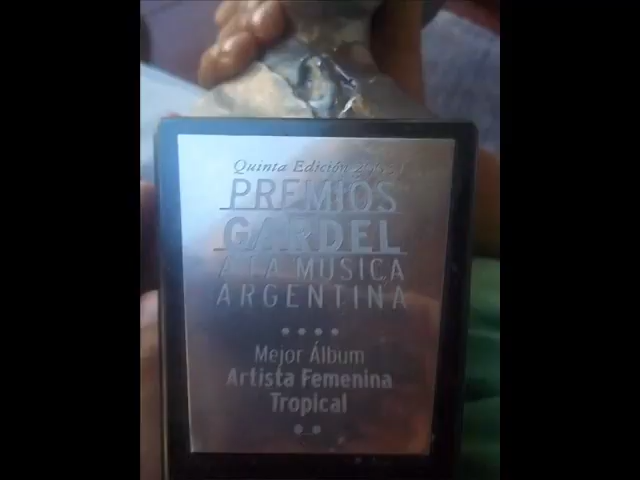 Quinta Edición
PREMIOS
GARDEL
A LA MUSICA
ARGENTINA
Mejor Álbum
Artista Femenina
Tropical